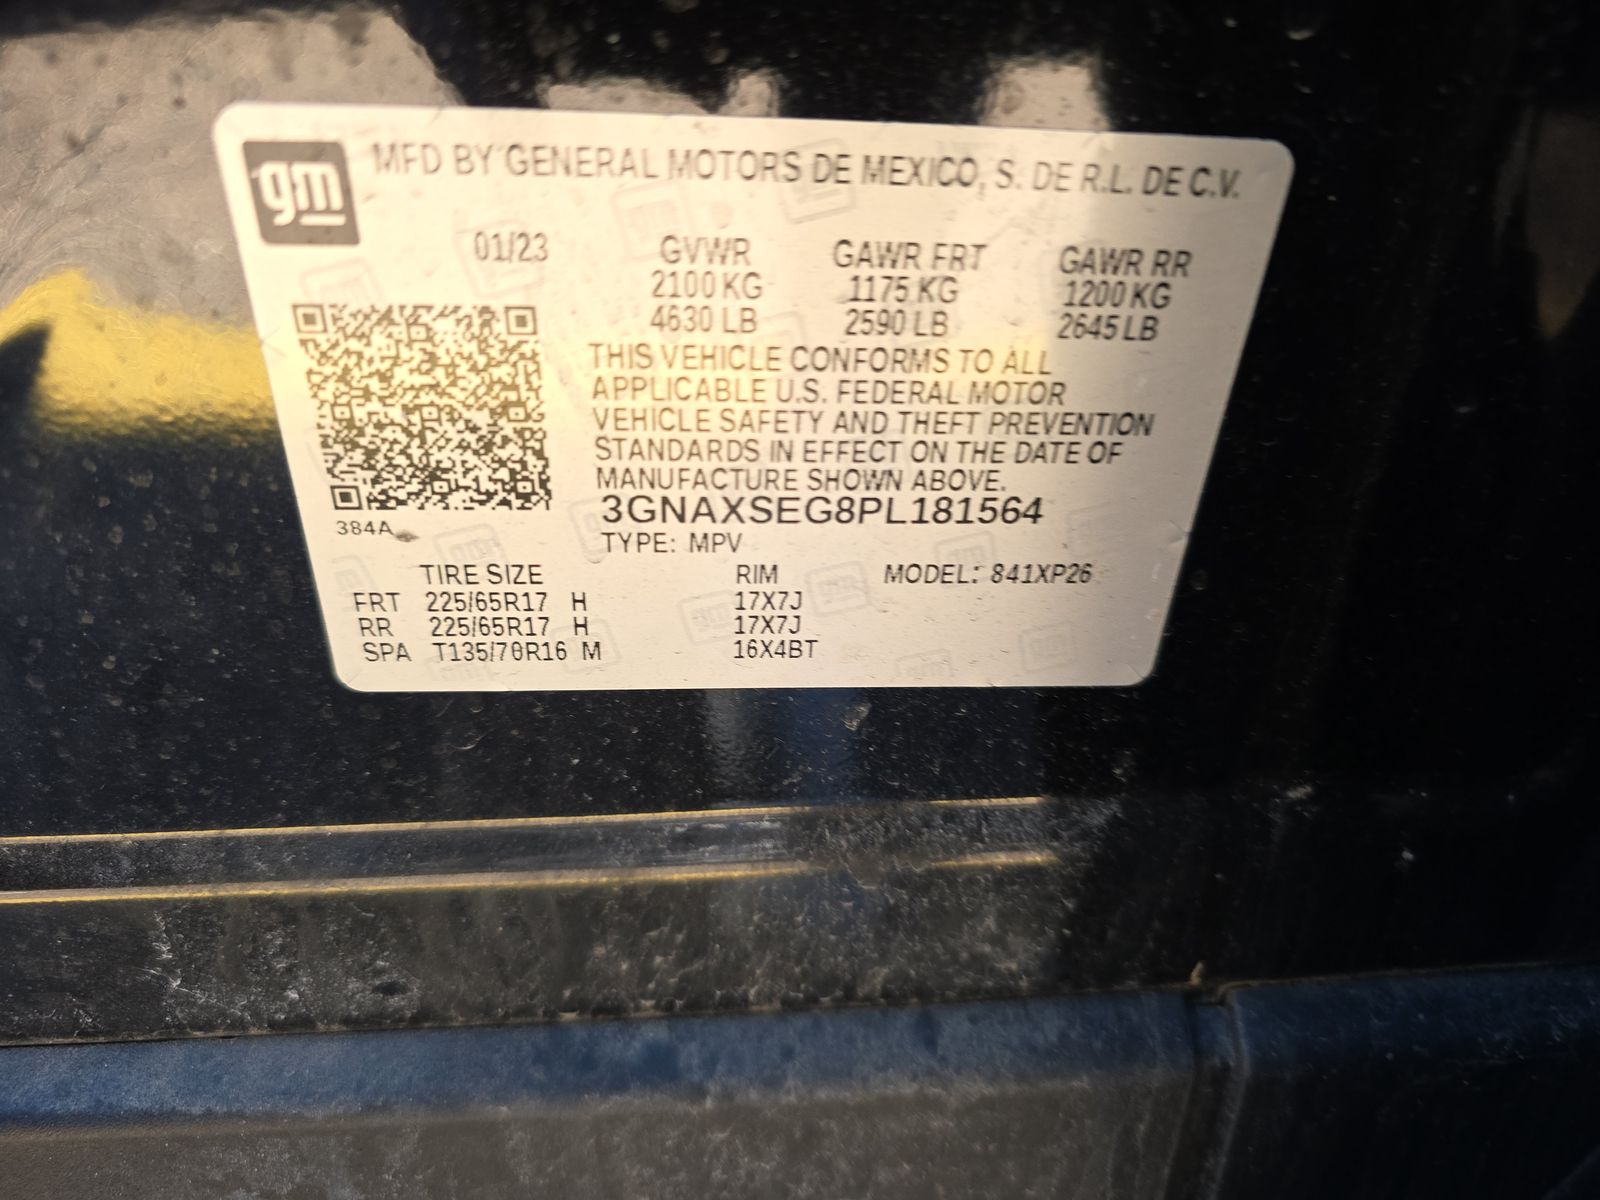 gm MFD BY GENERAL MOTORS DE MEXICO, S. DE R.L. DE C.V.
01/23 GVWR GAWR FRT GAWR RR
2100 KG 1175 KG 1200 KG
4630 LB 2590 LB 2645 LB
THIS VEHICLE CONFORMS TO ALL
APPLICABLE U.S. FEDERAL MOTOR
VEHICLE SAFETY AND THEFT PREVENTION
STANDARDS IN EFFECT ON THE DATE OF
MANUFACTURE SHOWN ABOVE.
3GNAXSEG8PL181564
384A
TYPE: MPV
TIRE SIZE RIM MODEL: 841XP26
FRT 225/65R17 H 17X7J
RR 225/65R17 H 17X7J
SPA T135/70R16 M 16X4BT